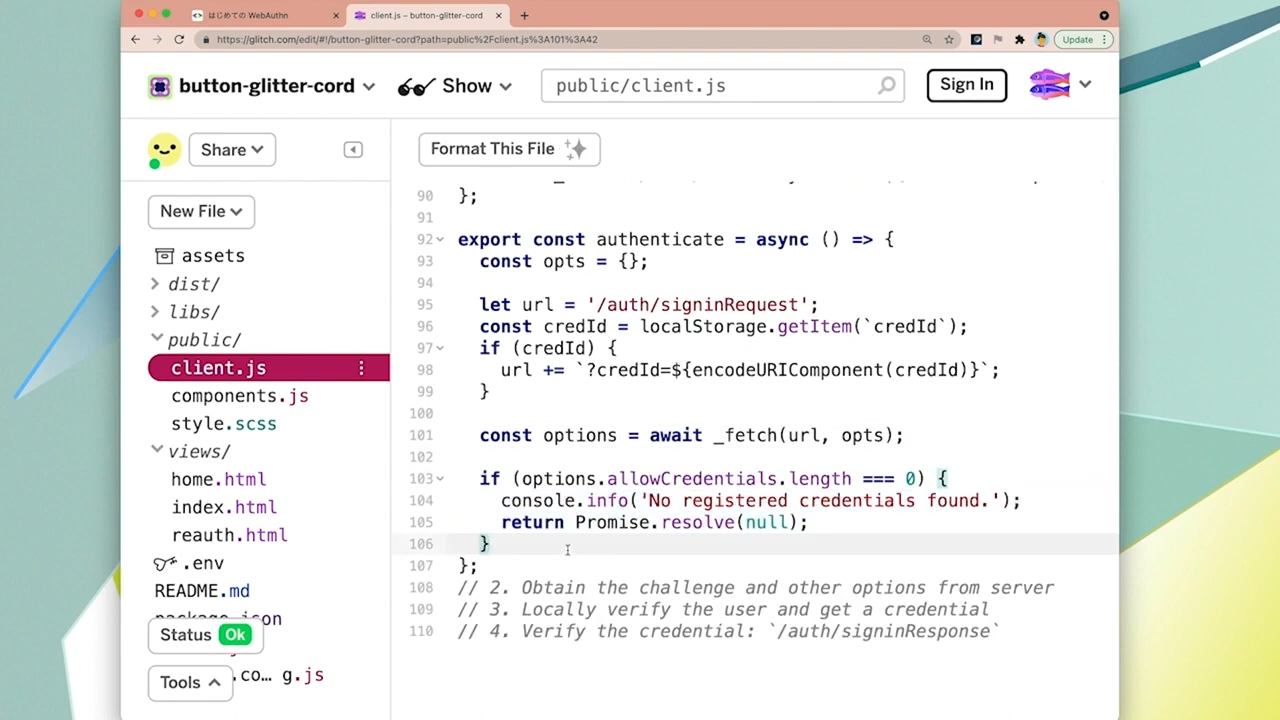 はじめての WebAuthn
client.js – button-glitter-cord
https://glitch.com/edit/#!/button-glitter-cord?path=public%2Fclient.js%3A101%3A42
Update
button-glitter-cord
Show
public/client.js
Sign In
Share
Format This File
New File
assets
dist/
libs/
public/
client.js
components.js
style.scss
views/
home.html
index.html
reauth.html
.env
README.md
package.json
Status Ok
.co… g.js
Tools
90 };
91
92 export const authenticate = async () => {
93 const opts = {};
94
95 let url = '/auth/signinRequest';
96 const credId = localStorage.getItem(`credId`);
97 if (credId) {
98 url += `?credId=${encodeURIComponent(credId)}`;
99 }
100
101 const options = await _fetch(url, opts);
102
103 if (options.allowCredentials.length === 0) {
104 console.info('No registered credentials found.');
105 return Promise.resolve(null);
106 }
107 };
108 // 2. Obtain the challenge and other options from server
109 // 3. Locally verify the user and get a credential
110 // 4. Verify the credential: `/auth/signinResponse`